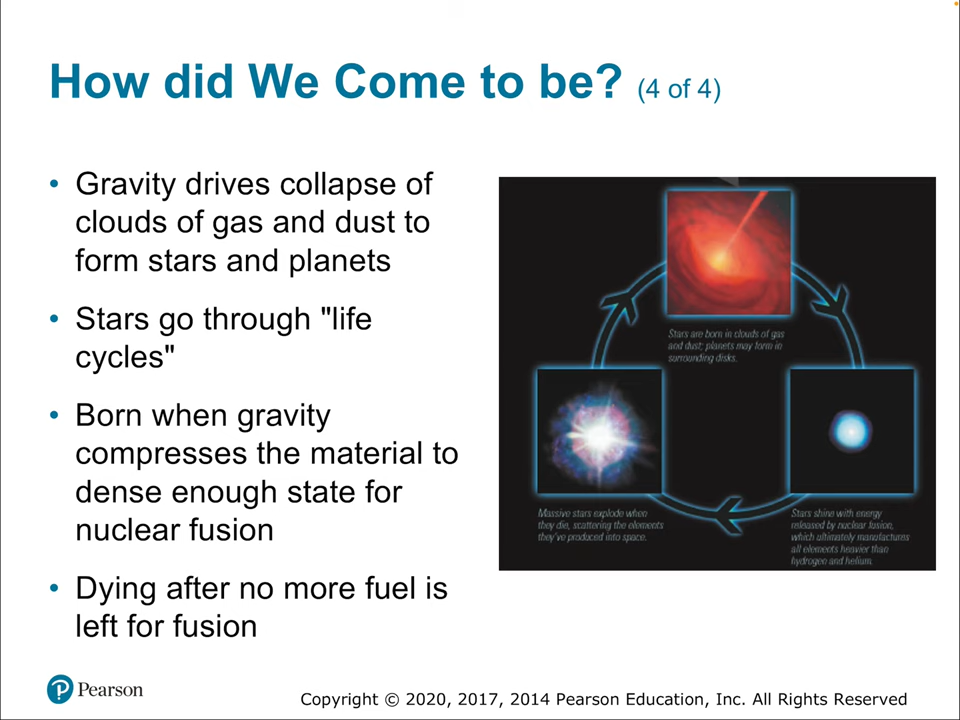 How did We Come to be? (4 of 4)
• Gravity drives collapse of
clouds of gas and dust to
form stars and planets
• Stars go through "life
cycles"
• Born when gravity
compresses the material to
dense enough state for
nuclear fusion
• Dying after no more fuel is
left for fusion
Stars are born in clouds of gas
and dust; planets may form in
surrounding disks.
Massive stars explode when
they die, scattering the elements
they've produced into space.
Stars shine with energy
released by nuclear fusion,
which ultimately manufactures
all elements heavier than
hydrogen and helium.
P Pearson
Copyright © 2020, 2017, 2014 Pearson Education, Inc. All Rights Reserved